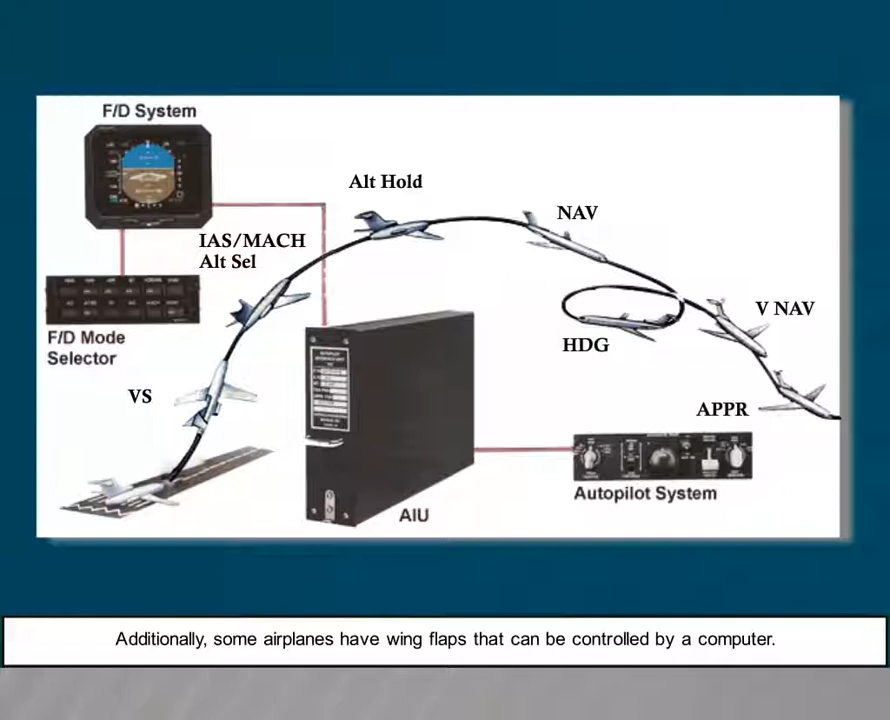 F/D System
Alt Hold
NAV
IAS/MACH
Alt Sel
V NAV
F/D Mode
Selector
HDG
VS
APPR
Autopilot System
AIU
Additionally, some airplanes have wing flaps that can be controlled by a computer.